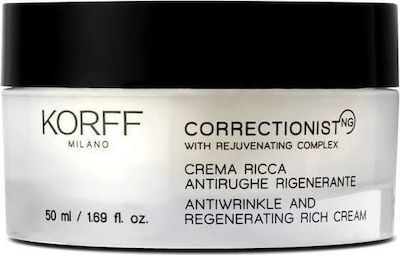 KORFF
MILANO
50 ml / 1.69 fl. oz.
CORRECTIONIST NG
WITH REJUVENATING COMPLEX
CREMA RICCA
ANTIRUGHE RIGENERANTE
ANTIWRINKLE AND
REGENERATING RICH CREAM